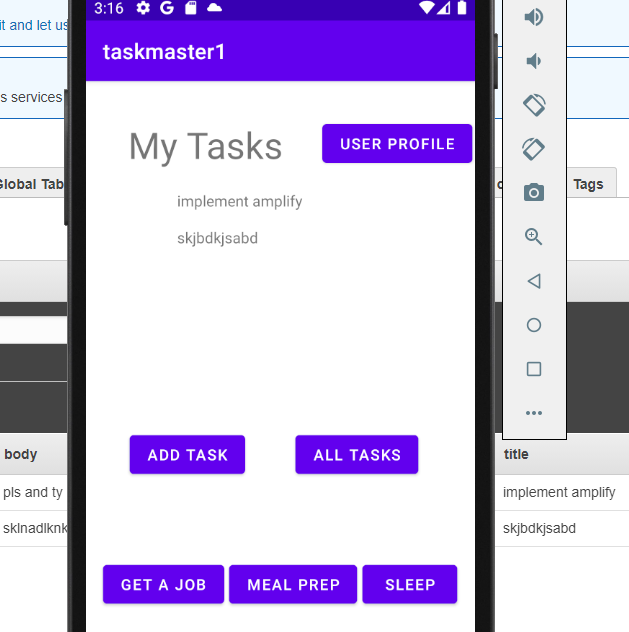 3:16
it and let us
taskmaster1
s services
My Tasks
USER PROFILE
Global Tab
Tags
implement amplify
skjbdkjsabd
ADD TASK
ALL TASKS
body
title
pls and ty
implement amplify
sklnadlknk
skjbdkjsabd
GET A JOB
MEAL PREP
SLEEP